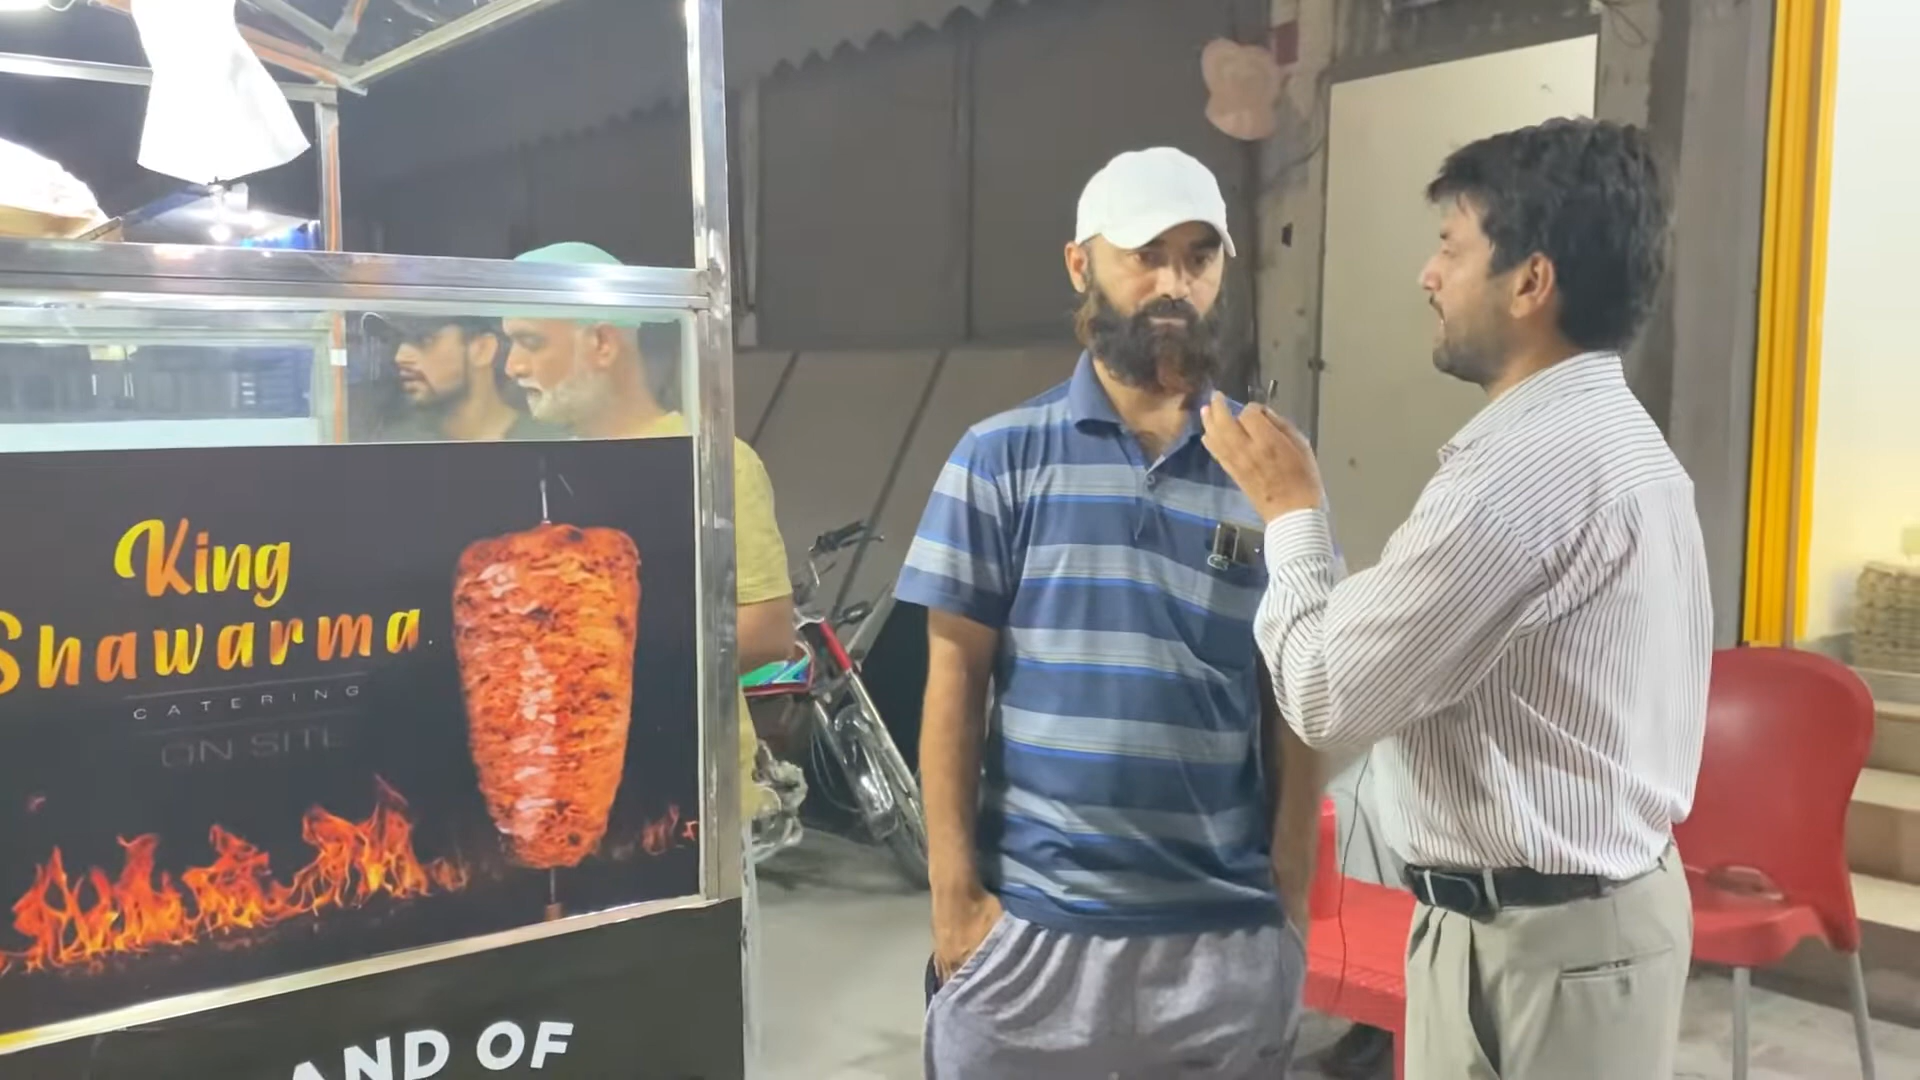 King
Shawarma
CATERING
ON SITE
AND OF